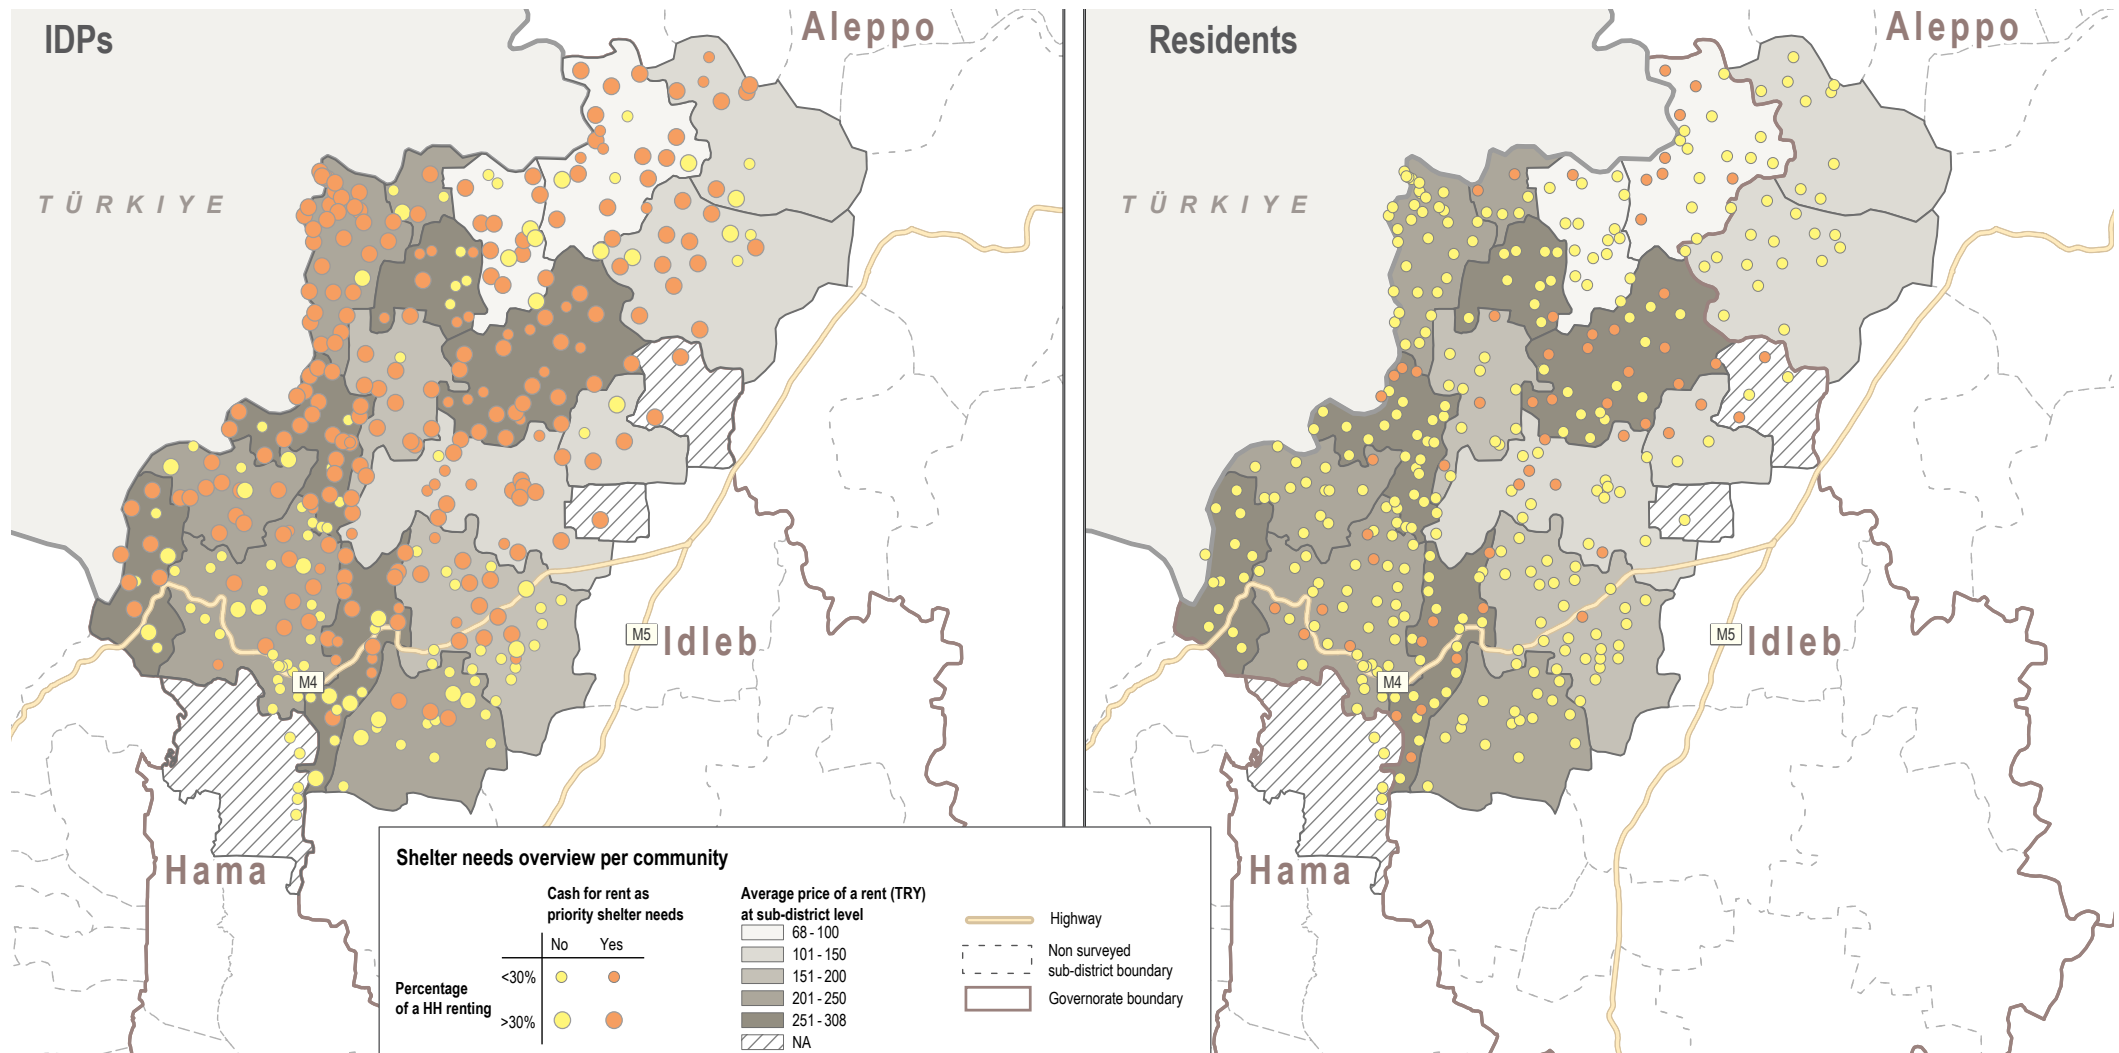 IDPs
Aleppo
TÜRKIYE
M5
Idleb
M4
Hama
Residents
Aleppo
TÜRKIYE
M5
Idleb
M4
Hama
Shelter needs overview per community
Cash for rent as
priority shelter needs
No Yes
Percentage
of a HH renting
<30%
>30%
Average price of a rent (TRY)
at sub-district level
68 - 100
101 - 150
151 - 200
201 - 250
251 - 308
NA
Highway
Non surveyed
sub-district boundary
Governorate boundary